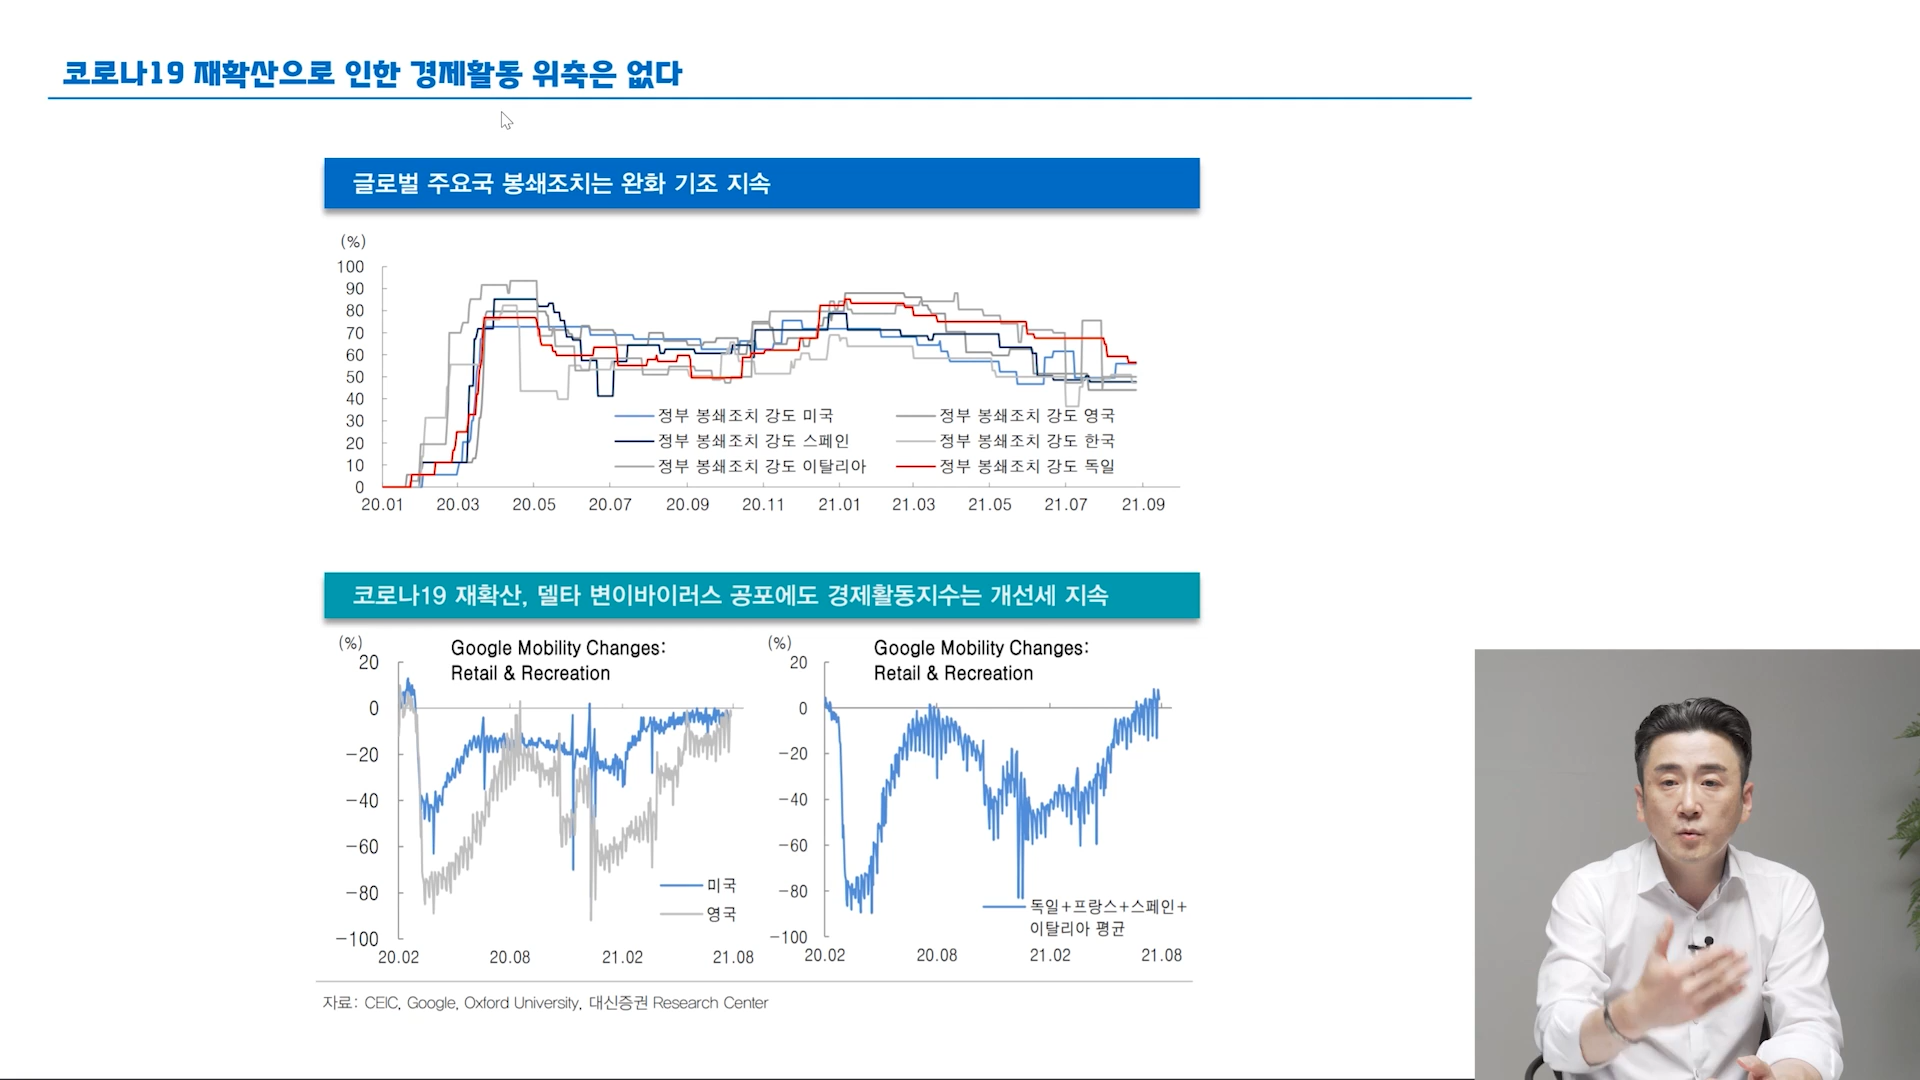 코로나19 재확산으로 인한 경제활동 위축은 없다
글로벌 주요국 봉쇄조치는 완화 기조 지속
(%)
100
90
80
70
60
50
40
30
20
10
0
20.01 20.03 20.05 20.07 20.09 20.11 21.01 21.03 21.05 21.07 21.09
정부 봉쇄조치 강도 미국
정부 봉쇄조치 강도 영국
정부 봉쇄조치 강도 스페인
정부 봉쇄조치 강도 한국
정부 봉쇄조치 강도 이탈리아
정부 봉쇄조치 강도 독일
코로나19 재확산, 델타 변이바이러스 공포에도 경제활동지수는 개선세 지속
(%)
Google Mobility Changes:
Retail & Recreation
20
0
-20
-40
-60
-80
-100
미국
영국
20.02 20.08 21.02 21.08
(%)
Google Mobility Changes:
Retail & Recreation
20
0
-20
-40
-60
-80
-100
독일+프랑스+스페인+
이탈리아 평균
20.02 20.08 21.02 21.08
자료: CEIC, Google, Oxford University, 대신증권 Research Center